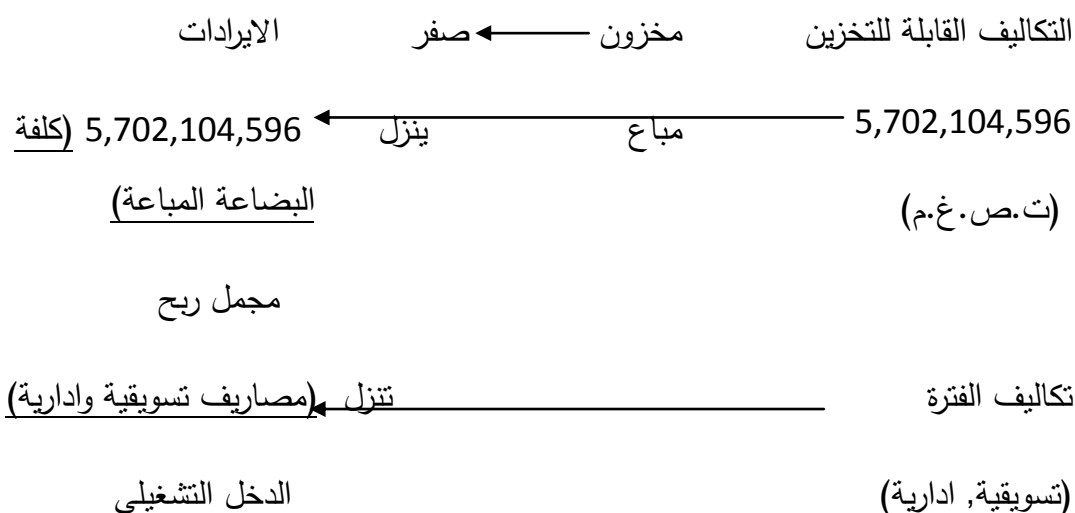 التكاليف القابلة للتخزين مخزون صفر الايرادات
5,702,104,596 مباع ينزل 5,702,104,596 (كلفة
(ت.ص.غ.م) البضاعة المباعة)
مجمل ربح
تكاليف الفترة تنزل (مصاريف تسويقية وادارية)
(تسويقية, ادارية) الدخل التشغيلي